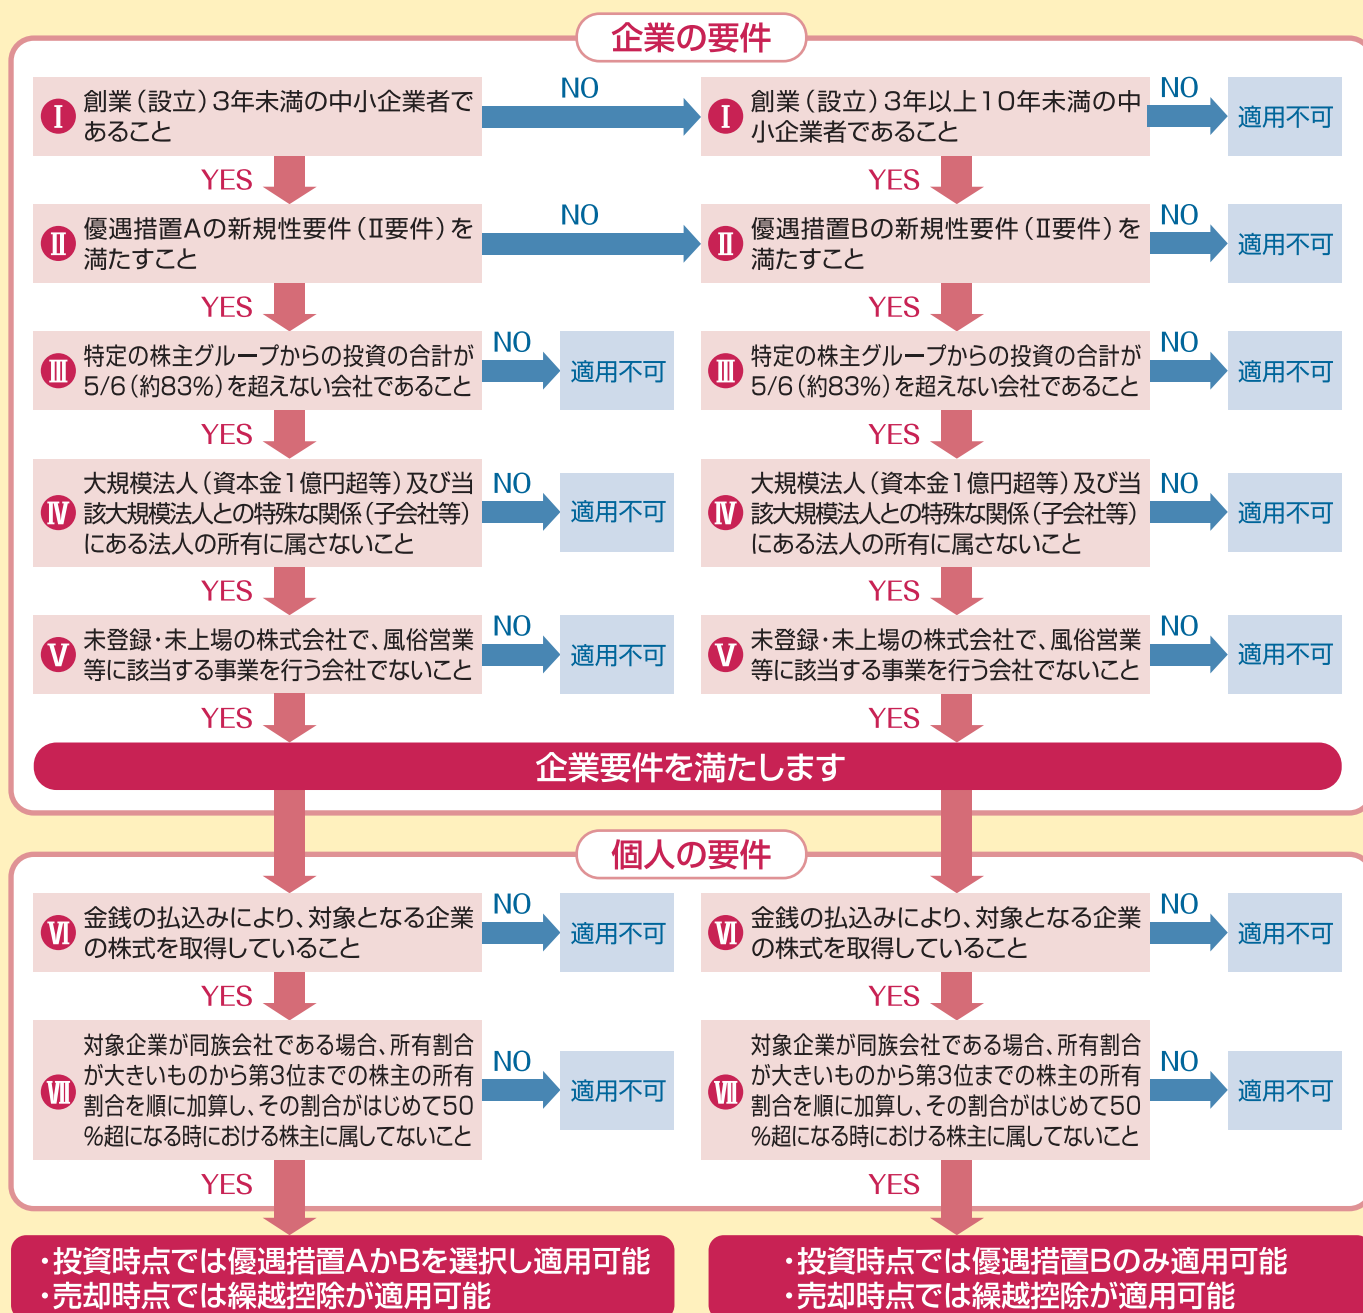 企業の要件
Ⅰ 創業（設立）3年未満の中小企業者で
あること
NO
Ⅰ 創業（設立）3年以上10年未満の中
小企業者であること
NO
適用不可
YES
YES
Ⅱ 優遇措置Aの新規性要件（Ⅱ要件）を
満たすこと
NO
Ⅱ 優遇措置Bの新規性要件（Ⅱ要件）を
満たすこと
NO
適用不可
YES
YES
Ⅲ 特定の株主グループからの投資の合計が
5/6（約83%）を超えない会社であること
NO
適用不可
Ⅲ 特定の株主グループからの投資の合計が
5/6（約83%）を超えない会社であること
NO
適用不可
YES
YES
Ⅳ 大規模法人（資本金1億円超等）及び当
該大規模法人との特殊な関係（子会社等）
にある法人の所有に属さないこと
NO
適用不可
Ⅳ 大規模法人（資本金1億円超等）及び当
該大規模法人との特殊な関係（子会社等）
にある法人の所有に属さないこと
NO
適用不可
YES
YES
Ⅴ 未登録・未上場の株式会社で、風俗営業
等に該当する事業を行う会社でないこと
NO
適用不可
Ⅴ 未登録・未上場の株式会社で、風俗営業
等に該当する事業を行う会社でないこと
NO
適用不可
YES
YES
企業要件を満たします
個人の要件
Ⅵ 金銭の払込みにより、対象となる企業
の株式を取得していること
NO
適用不可
Ⅵ 金銭の払込みにより、対象となる企業
の株式を取得していること
NO
適用不可
YES
YES
Ⅶ 対象企業が同族会社である場合、所有割合
が大きいものから第3位までの株主の所有
割合を順に加算し、その割合がはじめて50
%超になる時における株主に属してないこと
NO
適用不可
Ⅶ 対象企業が同族会社である場合、所有割合
が大きいものから第3位までの株主の所有
割合を順に加算し、その割合がはじめて50
%超になる時における株主に属してないこと
NO
適用不可
YES
YES
・投資時点では優遇措置AかBを選択し適用可能
・売却時点では繰越控除が適用可能
・投資時点では優遇措置Bのみ適用可能
・売却時点では繰越控除が適用可能